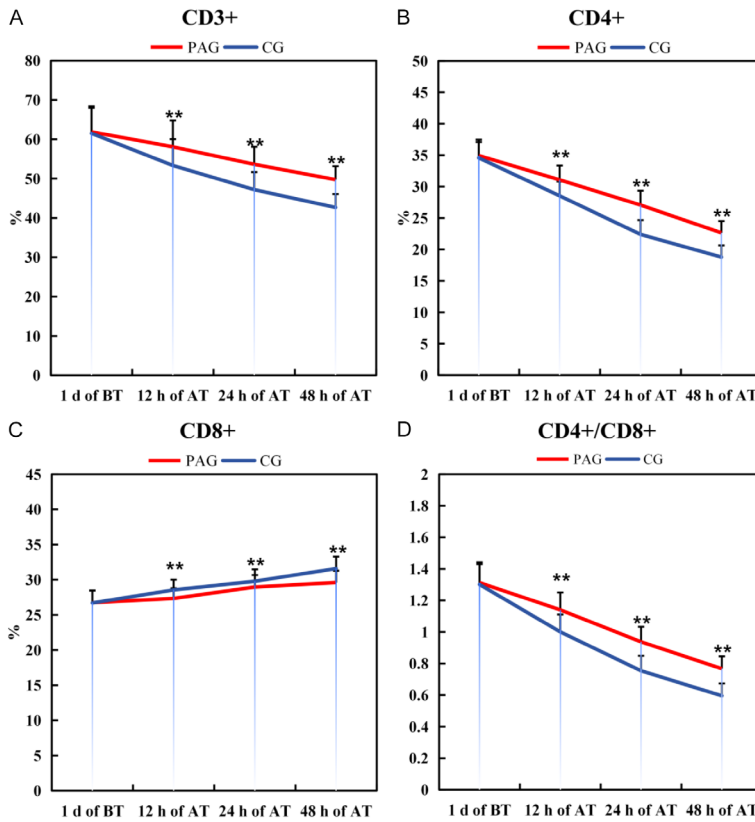 A
CD3+
PAG CG
80
70
60
50
40
30
20
10
0
%
** ** **
1 d of BT 12 h of AT 24 h of AT 48 h of AT
B
CD4+
PAG CG
50
45
40
35
30
25
20
15
10
5
0
%
** ** **
1 d of BT 12 h of AT 24 h of AT 48 h of AT
C
CD8+
PAG CG
45
40
35
30
25
20
15
10
5
0
%
** ** **
1 d of BT 12 h of AT 24 h of AT 48 h of AT
D
CD4+/CD8+
PAG CG
2
1.8
1.6
1.4
1.2
1
0.8
0.6
0.4
0.2
0
** ** **
1 d of BT 12 h of AT 24 h of AT 48 h of AT